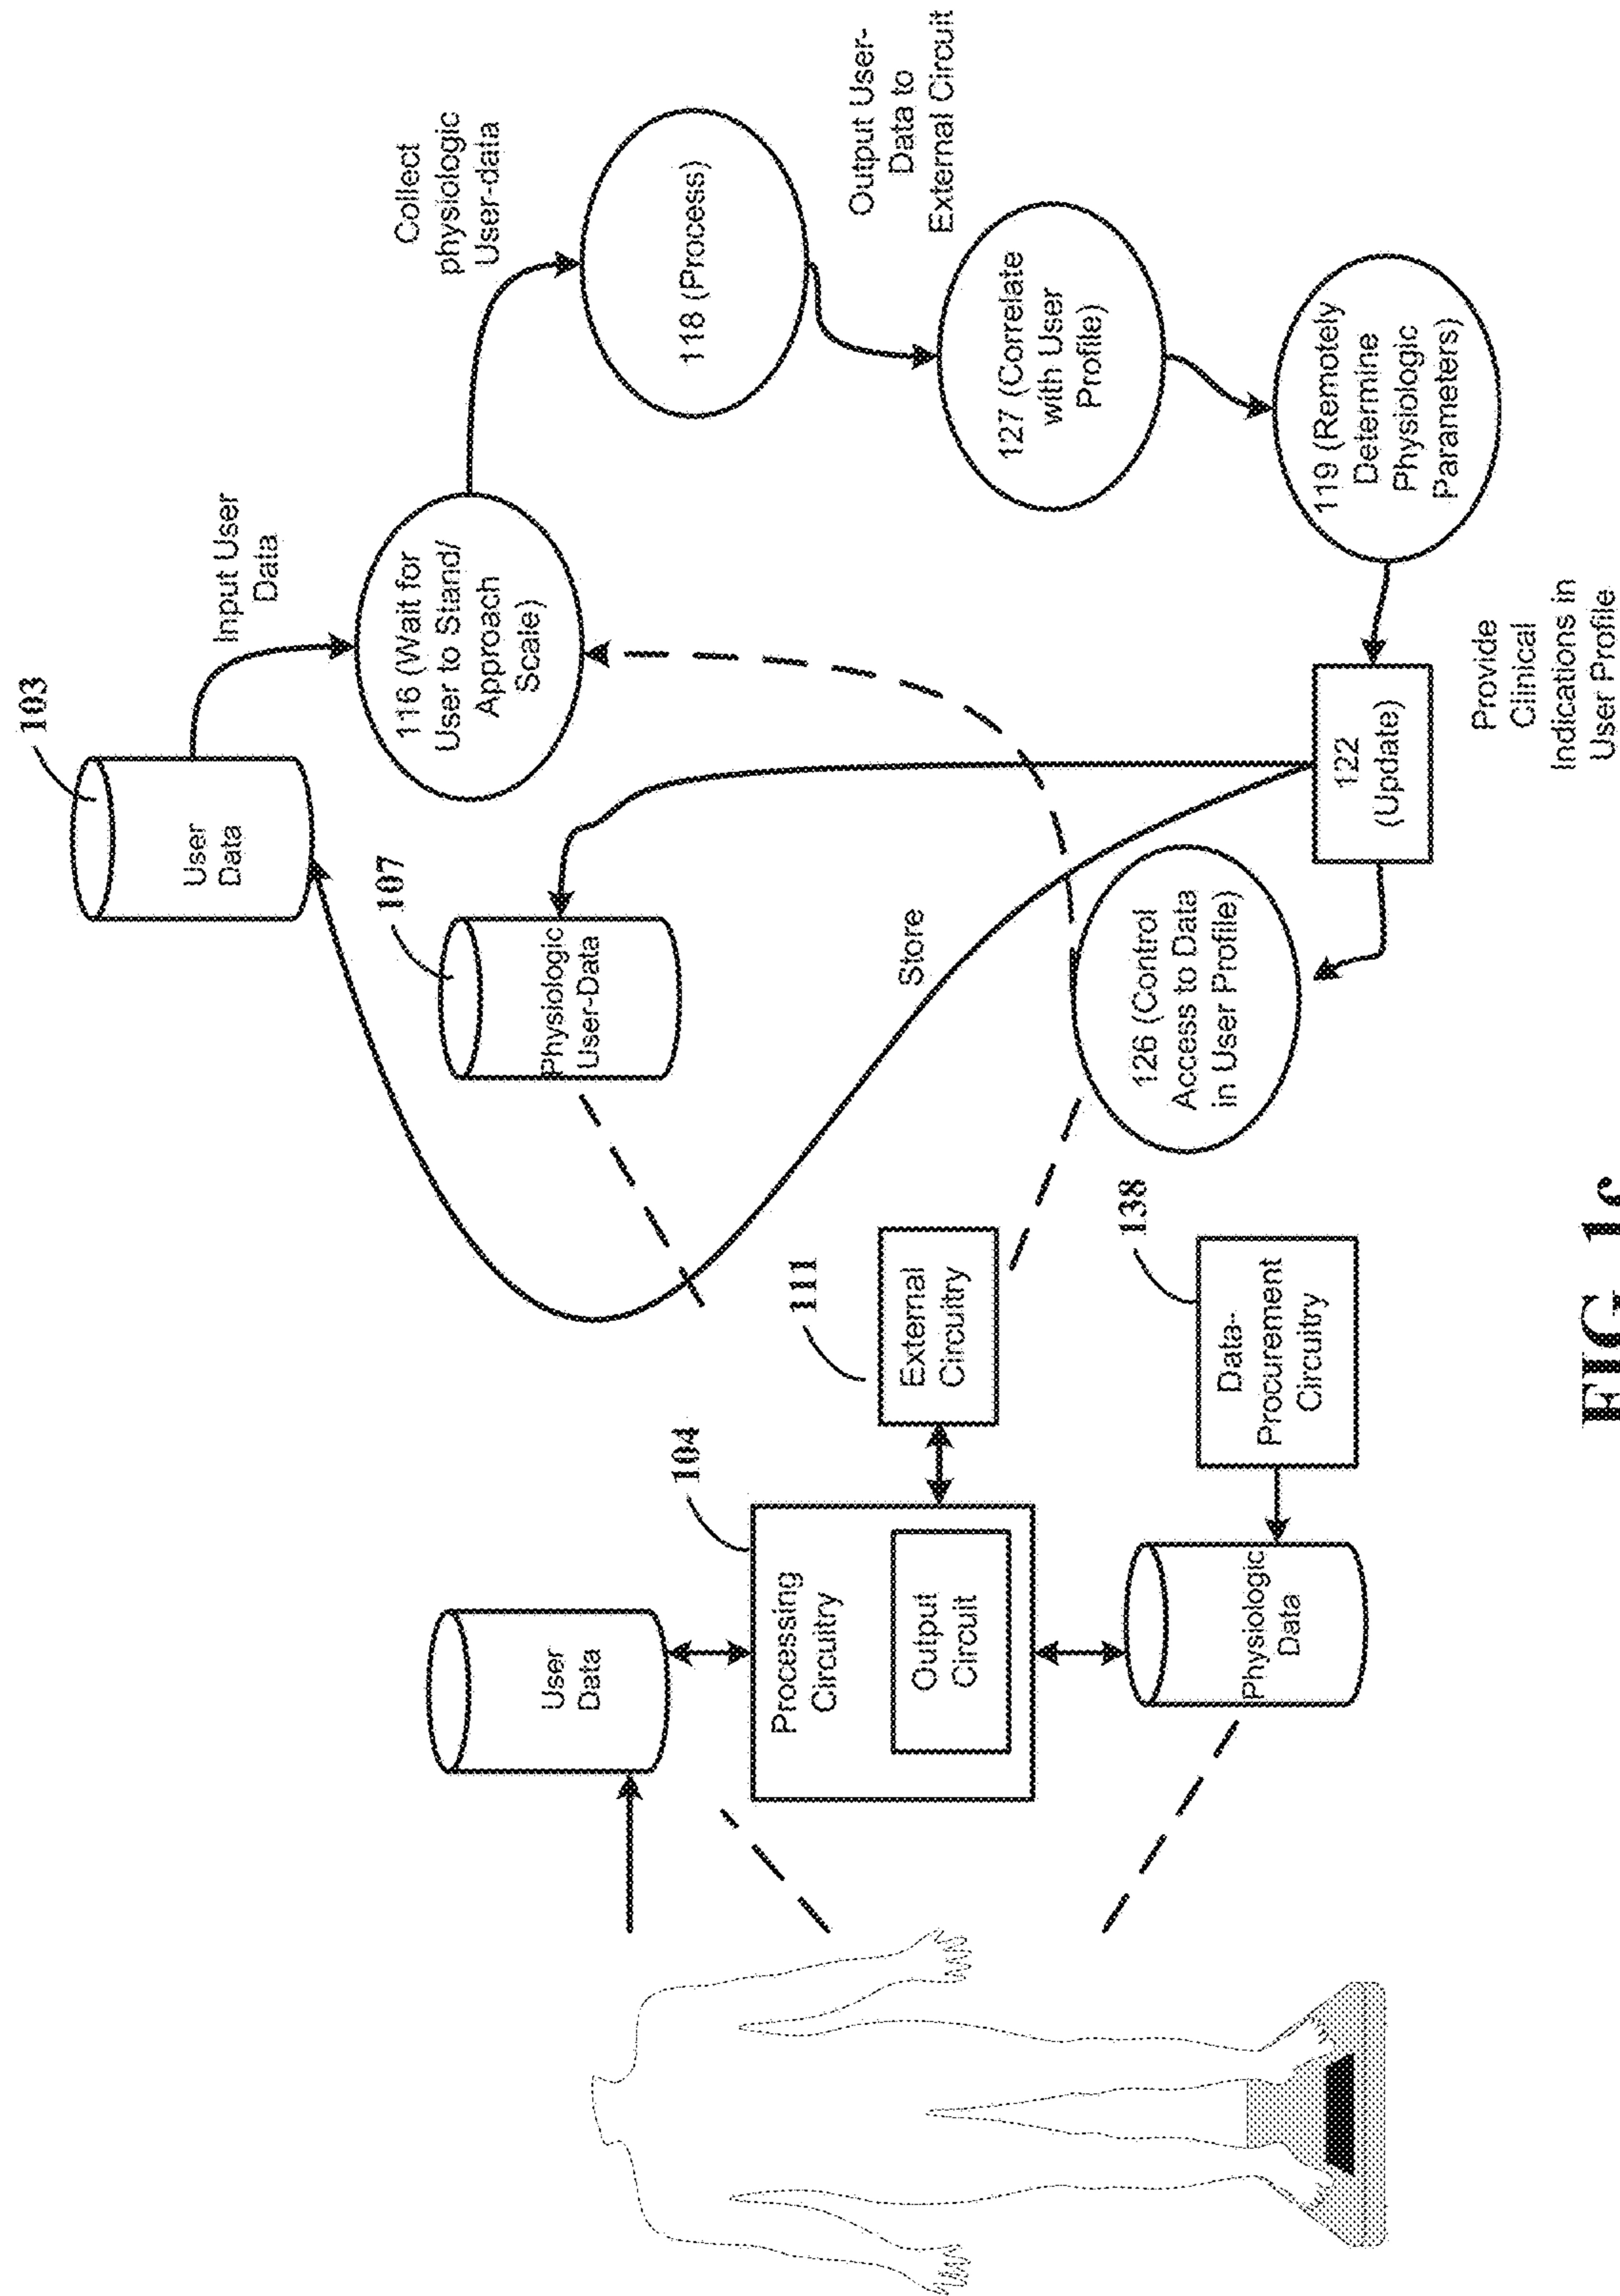 103
User
Data
Input User
Data
116 (Wait for
User to Stand/
Approach
Scale)
Collect
physiologic
User-data
118 (Process)
Output User-
Data to
External Circuit
127 (Correlate
with User
Profile)
119 (Remotely
Determine
Physiologic
Parameters)
Provide
Clinical
Indications in
User Profile
122
(Update)
107
Physiologic
User-Data
Store
126 (Control
Access to Data
in User Profile)
User
Data
104
Processing
Circuitry
Output
Circuit
111
External
Circuitry
138
Data-
Procurement
Circuitry
Physiologic
Data